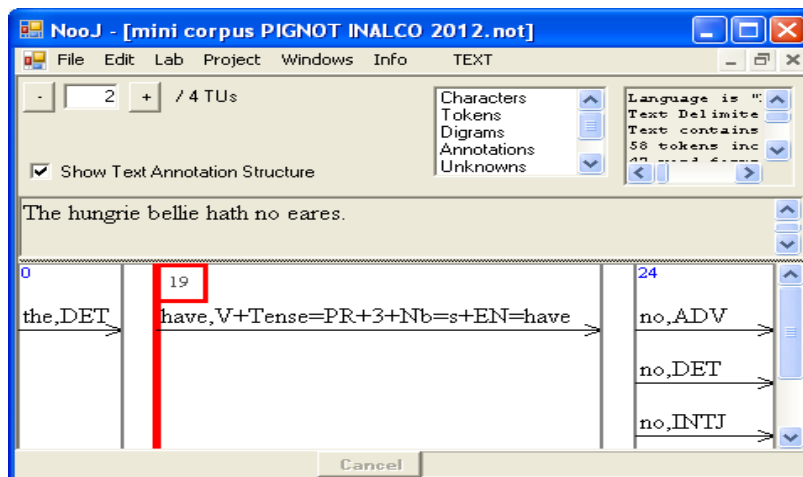 NooJ - [mini corpus PIGNOT INALCO 2012.not]
File Edit Lab Project Windows Info TEXT
- 2 + / 4 TUs
Characters
Tokens
Digrams
Annotations
Unknowns
Language is "
Text Delimite
Text contains
58 tokens inc
Show Text Annotation Structure
The hungrie bellie hath no eares.
0 19 24
the,DET have,V+Tense=PR+3+Nb=s+EN=have no,ADV
no,DET
no,INTJ
Cancel